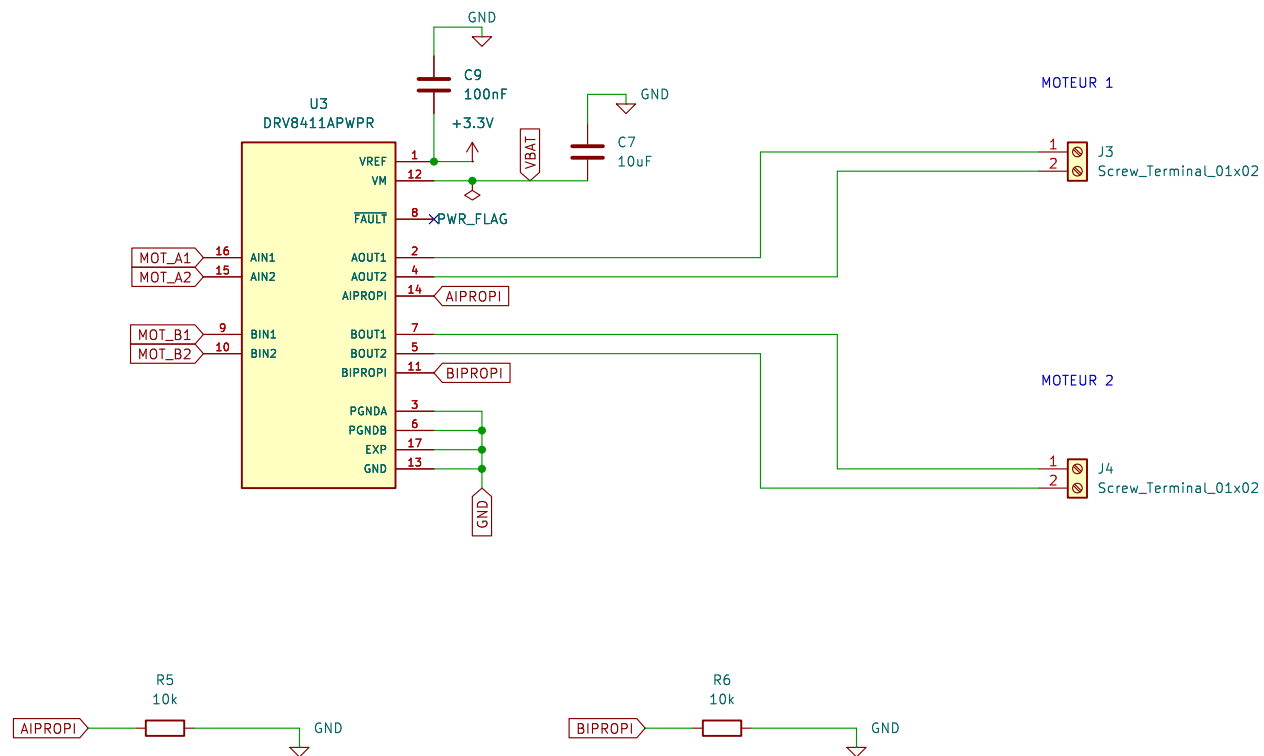 GND
C9
100nF
MOTEUR 1
GND
U3
DRV8411APWPR
+3.3V
VBAT
C7
10uF
VREF 1
VM 12
1 J3
2 Screw_Terminal_01x02
FAULT 8 PWR_FLAG
MOT_A1 16 AIN1 AOUT1 2
MOT_A2 15 AIN2 AOUT2 4
AIPROPI 14 AIPROPI
MOT_B1 9 BIN1 BOUT1 7
MOT_B2 10 BIN2 BOUT2 5
BIPROPI 11 BIPROPI
MOTEUR 2
PGNDA 3
PGNDB 6
EXP 17
GND 13
1 J4
2 Screw_Terminal_01x02
GND
R5
10k
R6
10k
AIPROPI GND
BIPROPI GND